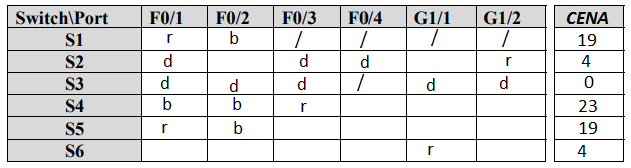 Switch\Port F0/1 F0/2 F0/3 F0/4 G1/1 G1/2 CENA
S1 r b / / / / 19
S2 d d d r 4
S3 d d d / d d 0
S4 b b r 23
S5 r b 19
S6 r 4